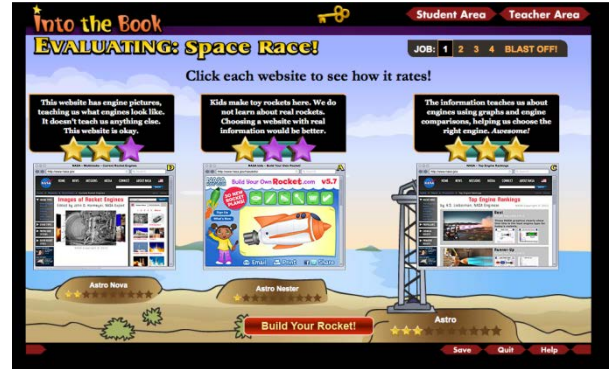 Into the Book
Student Area Teacher Area
EVALUATING: Space Race!
JOB: 1 2 3 4 BLAST OFF!
Click each website to see how it rates!
This website has engine pictures,
teaching us what engines look like.
It doesn't teach us anything else.
This website is okay.
Kids make toy rockets here. We do
not learn about real rockets.
Choosing a website with real
information would be better.
The information teaches us about
engines using graphs and engine
comparisons, helping us choose the
right engine. Awesome!
D
A
C
Images of Rocket Engines
Build Your Own Rocket.com v5.7
Email Print Share
Top Engine Rankings
Astro Nova
Astro Nester
Astro
Build Your Rocket!
Save Quit Help